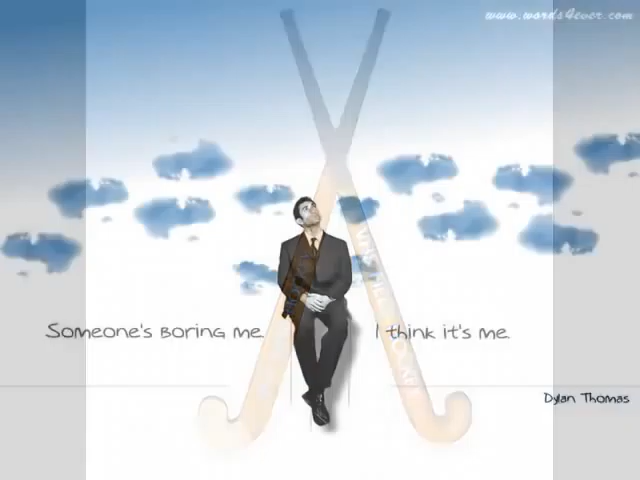 www.words4ever.com
Someone's boring me. I think it's me.
Dylan Thomas